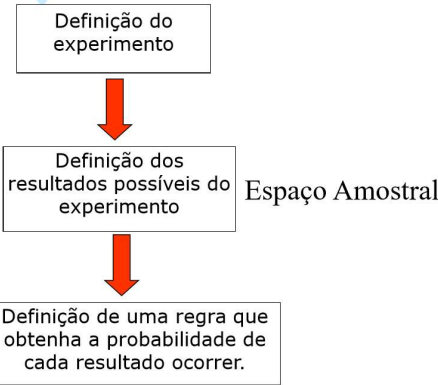 Definição do
experimento
Definição dos
resultados possíveis do
experimento
Espaço Amostral
Definição de uma regra que
obtenha a probabilidade de
cada resultado ocorrer.